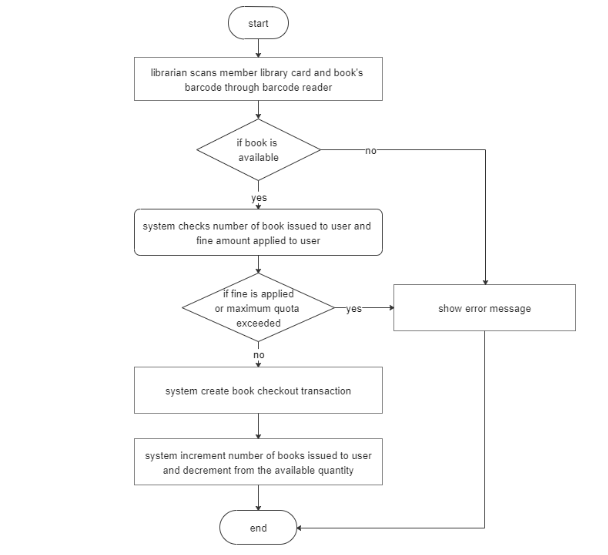 start
librarian scans member library card and book's
barcode through barcode reader
if book is
available
no
yes
system checks number of book issued to user and
fine amount applied to user
if fine is applied
or maximum quota
exceeded
yes
show error message
no
system create book checkout transaction
system increment number of books issued to user
and decrement from the available quantity
end